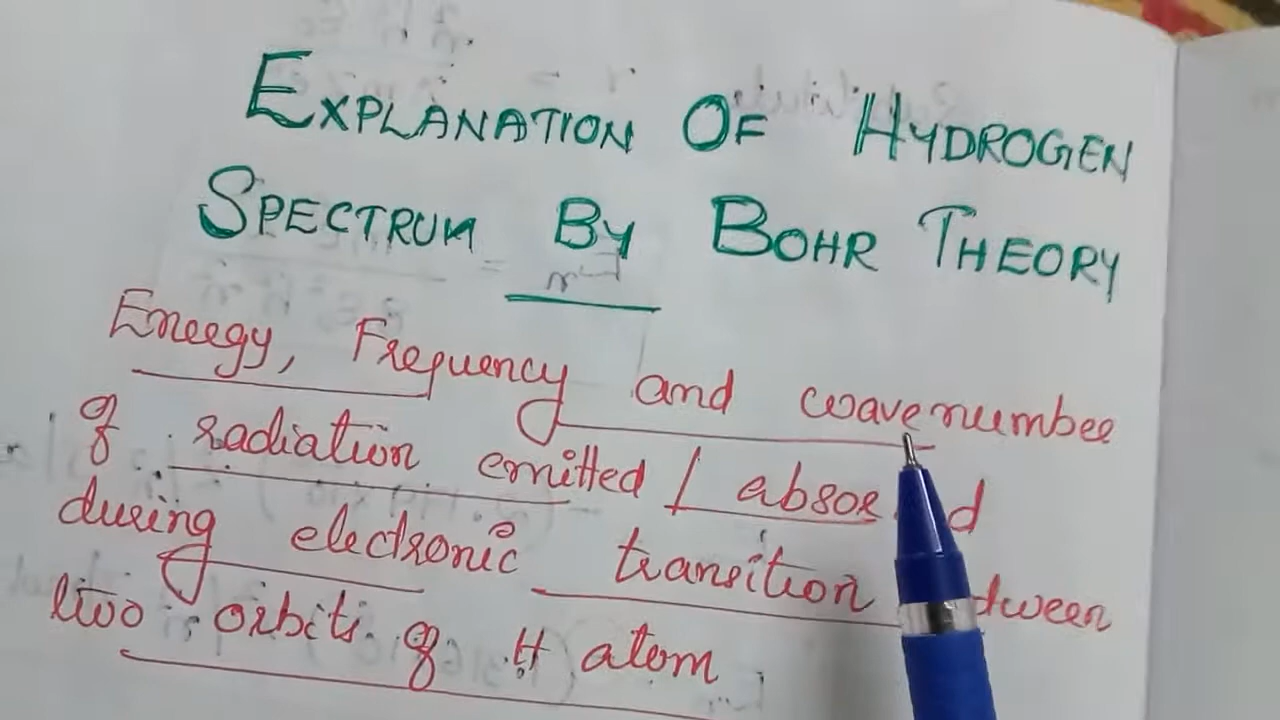 EXPLANATION OF HYDROGEN
SPECTRUM BY BOHR THEORY
Energy, Frequency and wavenumber
of radiation emitted / absor d
during electronic transition tween
two orbits of H atom